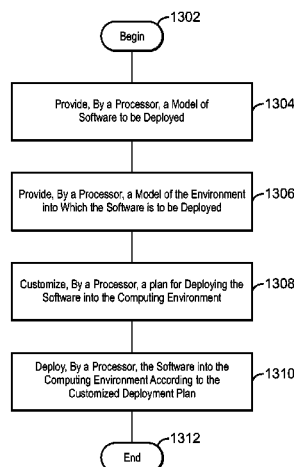 1302
Begin
Provide, By a Processor, a Model of
Software to be Deployed
1304
Provide, By a Processor, a Model of the Environment
into Which the Software is to be Deployed
1306
Customize, By a Processor, a plan for Deploying the
Software into the Computing Environment
1308
Deploy, By a Processor, the Software into the
Computing Environment According to the
Customized Deployment Plan
1310
1312
End